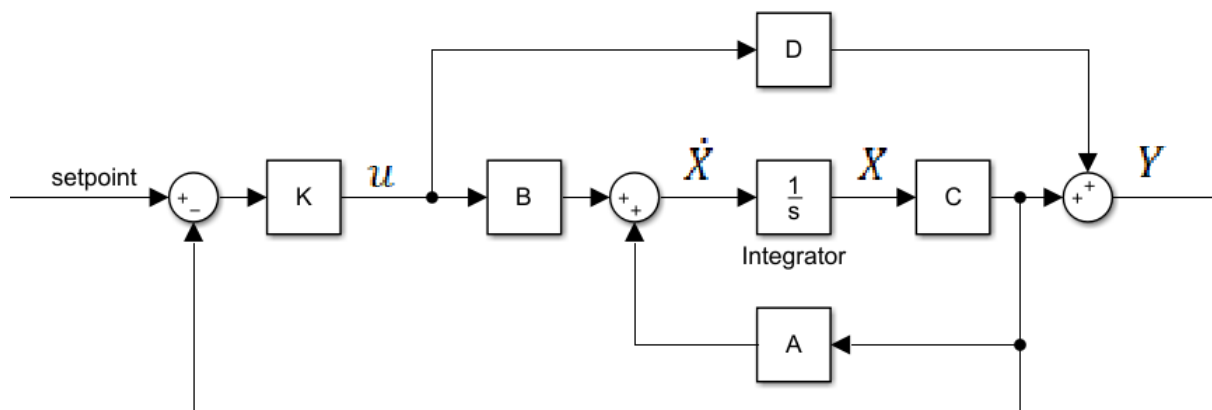 D
setpoint
+
−
K
u
B
+
+
Ẋ
1
s
Integrator
X
C
+
+
Y
A